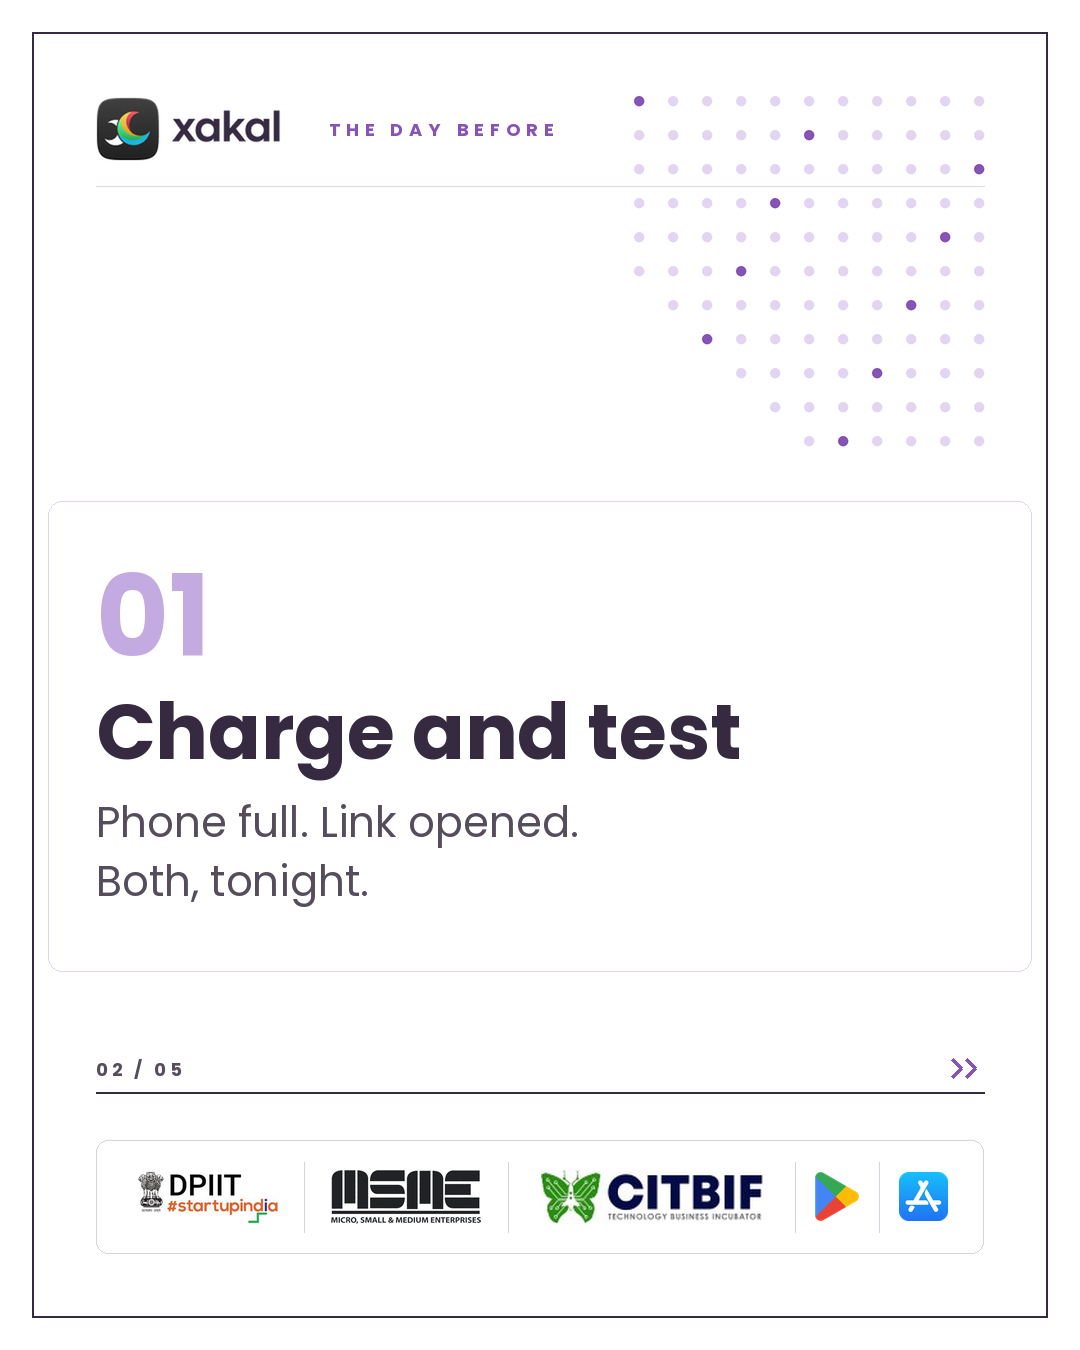 xakal
THE DAY BEFORE
01
Charge and test
Phone full. Link opened.
Both, tonight.
02 / 05
DPIIT
#startupindia
MSME
MICRO, SMALL & MEDIUM ENTERPRISES
CITBIF
TECHNOLOGY BUSINESS INCUBATOR